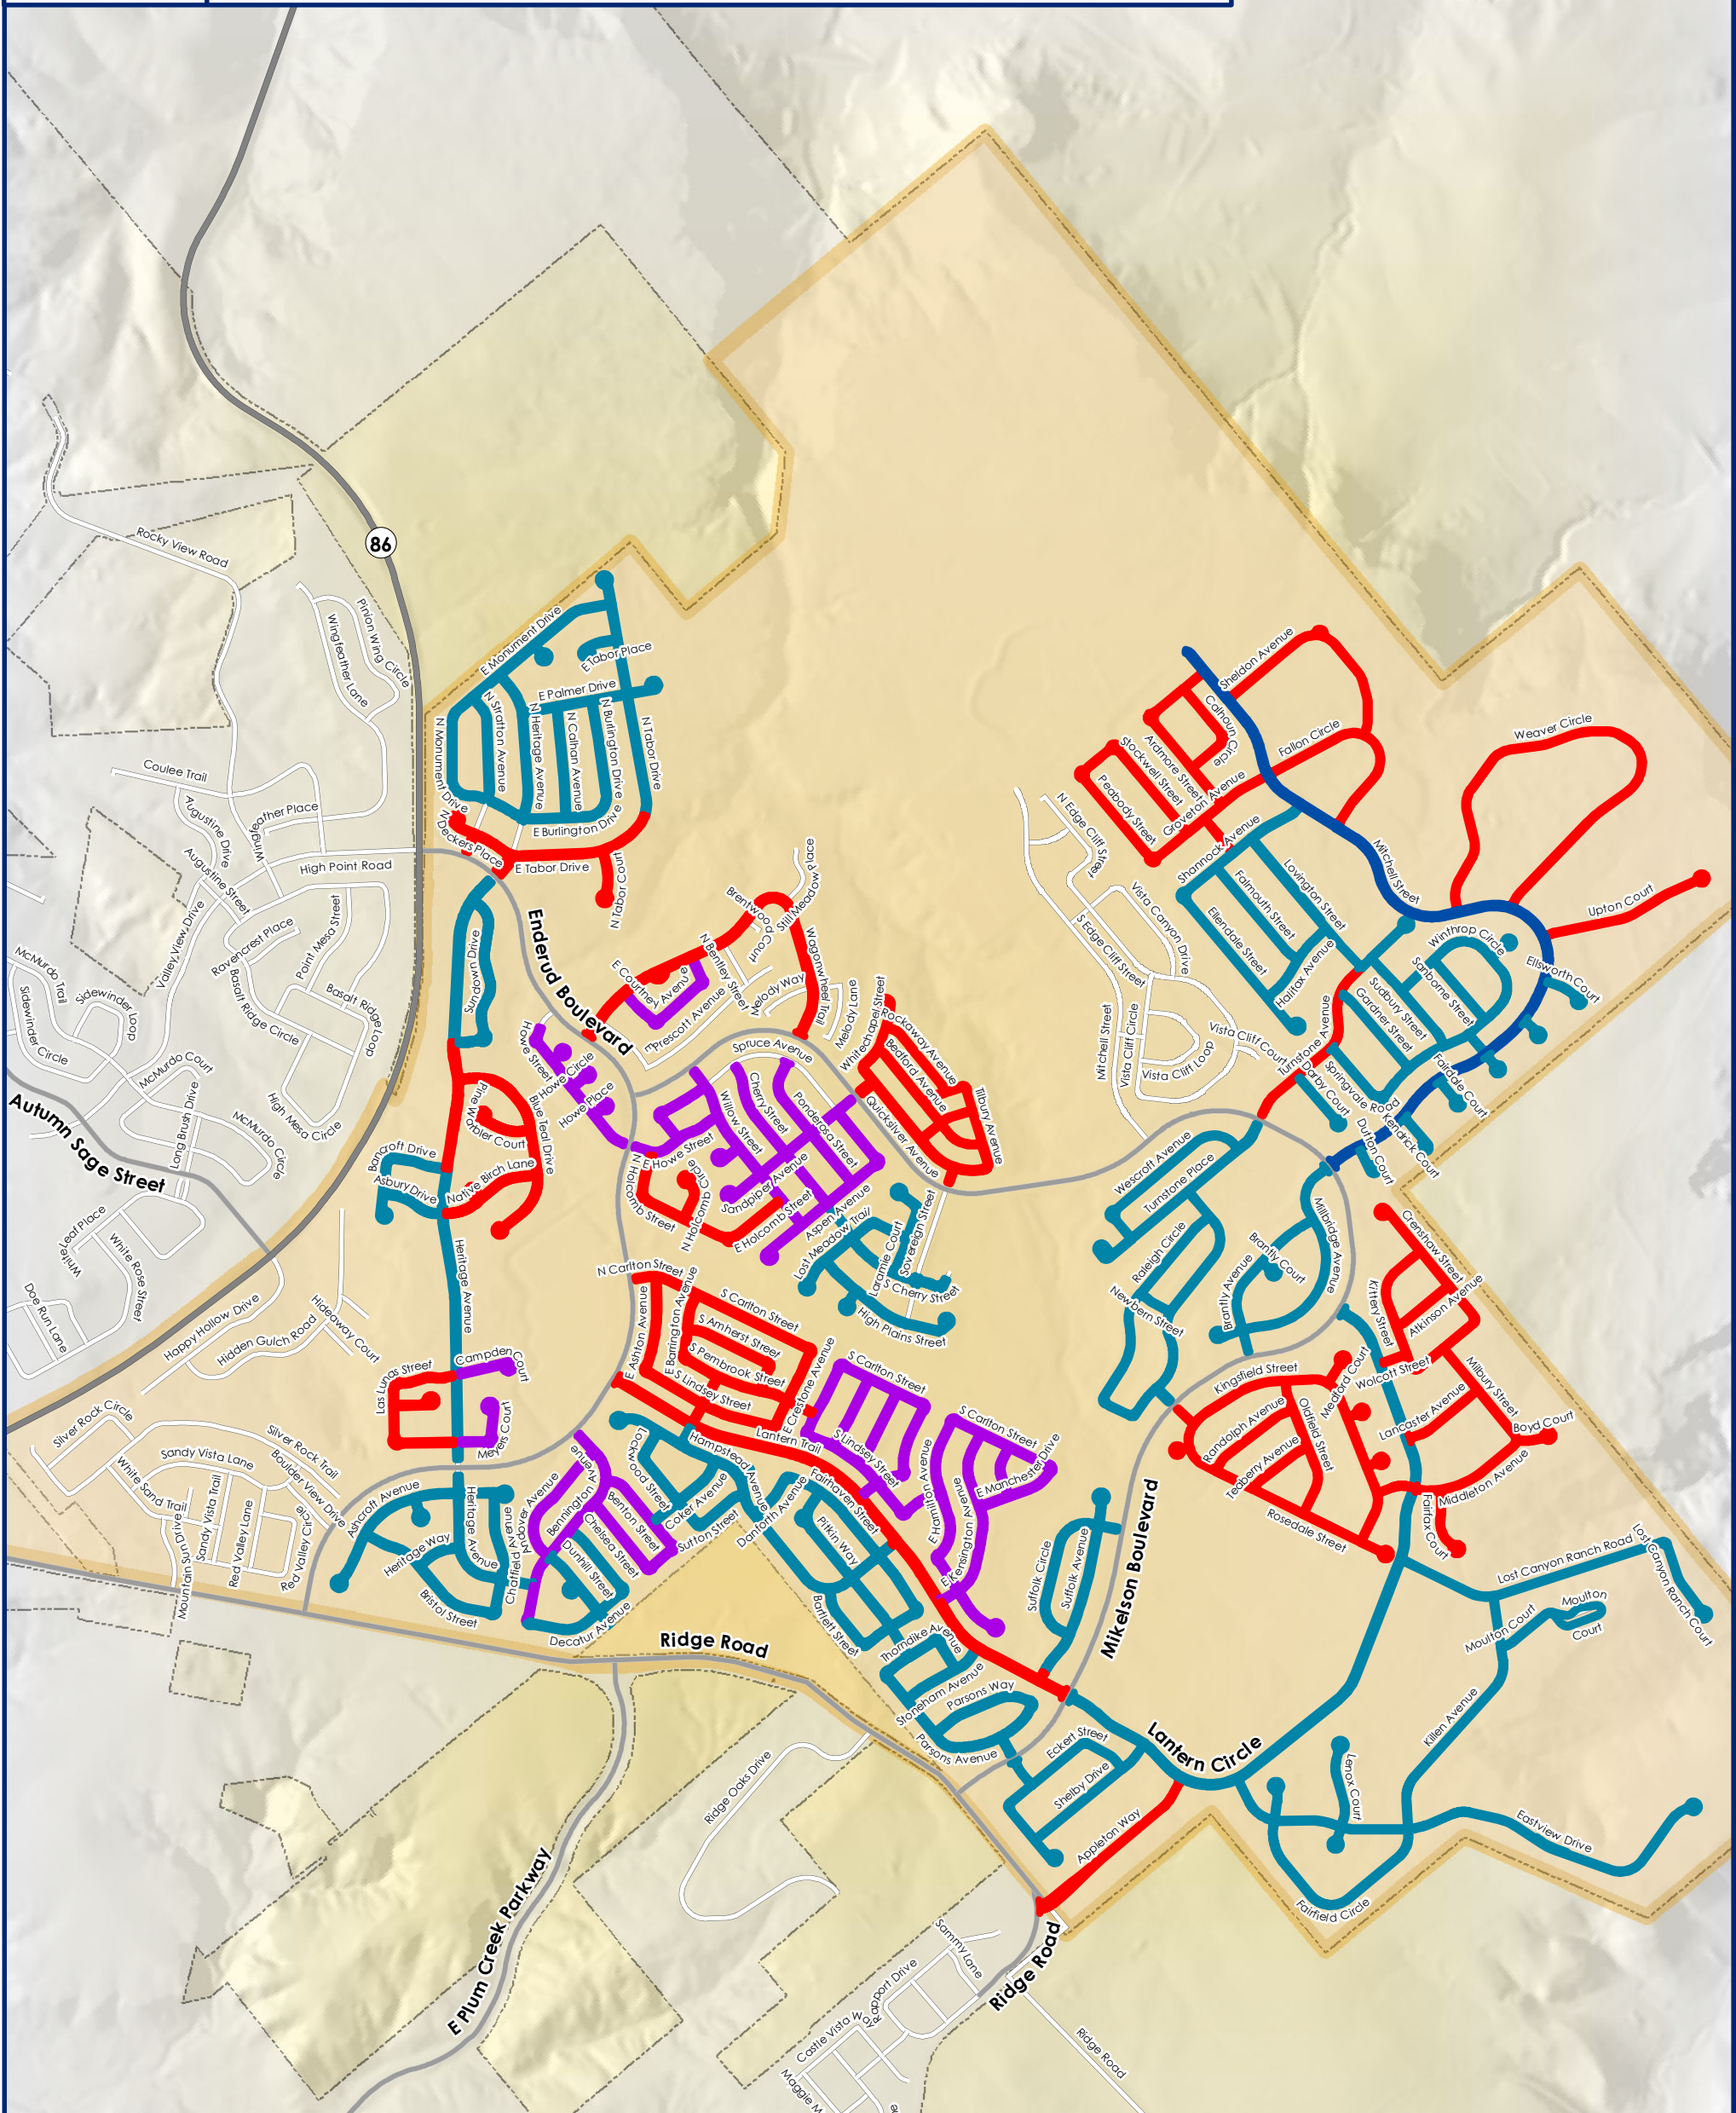 86
Rocky View Road
Pinion Wing Circle
Wingfeather Lane
Coulee Trail
Augustine Drive
Augustine Street
High Point Road
Valley View Drive
Ravencrest Place
Point Mesa Street
Basalt Ridge Circle
Basalt Ridge Loop
High Mesa Circle
McMurdo Trail
Sidewinder Loop
Sidewinder Circle
McMurdo Court
McMurdo Circle
Long Brush Drive
Autumn Sage Street
White Leaf Place
White Rose Street
Doe Run Lane
Happy Hollow Drive
Hidden Gulch Road
Hideaway Court
Silver Rock Circle
Silver Rock Trail
Sandy Vista Lane
Boulder View Drive
White Sand Trail
Sandy Vista Trail
Red Valley Lane
Red Valley Circle
Mountain Sun Drive
E Monument Drive
E Tabor Place
E Palmer Drive
N Stratton Avenue
N Heritage Avenue
N Calhan Avenue
N Burlington Drive
N Tabor Drive
N Monument Drive
E Burlington Drive
N Deckers Place
E Tabor Drive
N Tabor Court
Enderud Boulevard
Sundown Drive
Pine Warbler Court
Blue Teal Drive
Native Birch Lane
Bancroft Drive
Asbury Drive
Heritage Avenue
Las Lunas Street
Campden Court
Meyers Court
Brentwood Court
Still Meadow Place
Wagonwheel Trail
N Bentley Street
E Courtney Avenue
E Prescott Avenue
Melody Way
Melody Lane
Spruce Avenue
Howe Street
Howe Circle
Howe Place
E Howe Street
Willow Street
Cherry Street
Ponderosa Street
Sandpiper Avenue
Aspen Avenue
N Holcomb Street
N Holcomb Circle
E Holcomb Street
Whitechapel Street
Rockaway Avenue
Bedford Avenue
Tilbury Avenue
Quicksilver Avenue
Lost Meadow Trail
Laramie Court
Sovereign Street
S Cherry Street
High Plains Street
N Carlton Street
S Carlton Street
E Ashton Avenue
E Barrington Avenue
S Amherst Street
S Pembrook Street
S Lindsey Street
E Crestone Avenue
Lantern Trail
S Carlton Street
S Lindsey Street
E Hamilton Avenue
S Carlton Street
E Manchester Drive
E Kensington Avenue
Ashcroft Avenue
Heritage Way
Heritage Avenue
Bristol Street
Chatfield Avenue
Andover Avenue
Bennington Avenue
Benton Street
Chelsea Street
Dunhill Street
Decatur Avenue
Lockwood Street
Hampstead Avenue
Coker Avenue
Sutton Street
Danforth Avenue
Fairhaven Street
Pitkin Way
Bartlett Street
Thorndike Avenue
Stoneham Avenue
Parsons Way
Parsons Avenue
Suffolk Circle
Suffolk Avenue
Mikelson Boulevard
Ridge Road
Eckert Street
Shelby Drive
Appleton Way
Lantern Circle
Sheldon Avenue
Calhoun Circle
Ardmore Street
Stockwell Street
Peabody Street
Groveton Avenue
Fallon Circle
Weaver Circle
Upton Court
Mitchell Street
Shannock Avenue
Lovington Street
Falmouth Street
Ellendale Street
Halifax Avenue
Winthrop Circle
Sanborne Street
Ellsworth Court
Sudbury Street
Gardner Street
Turnstone Avenue
Springvale Road
Fairdale Court
Kendrick Court
Dutton Court
Darby Court
N Edge Cliff Street
S Edge Cliff Street
Vista Canyon Drive
Mitchell Street
Vista Cliff Circle
Vista Cliff Loop
Vista Cliff Court
Wescroft Avenue
Turnstone Place
Raleigh Circle
Newbern Street
Millbridge Avenue
Brantly Court
Brantly Avenue
Crenshaw Street
Kittery Street
Atkinson Avenue
Wolcott Street
Milbury Street
Kingsfield Street
Medford Court
Randolph Avenue
Oldfield Street
Teaberry Avenue
Rosedale Street
Lancaster Avenue
Boyd Court
Middleton Avenue
Fairfax Court
Lost Canyon Ranch Road
Lost Canyon Ranch Court
Moulton Court
Moulton
Court
Killen Avenue
Lenox Court
Eastview Drive
Fairfield Circle
Ridge Oaks Drive
E Plum Creek Parkway
Ridge Road
Sammy Lane
Rapport Drive
Castle Vista Way
Ridge Road